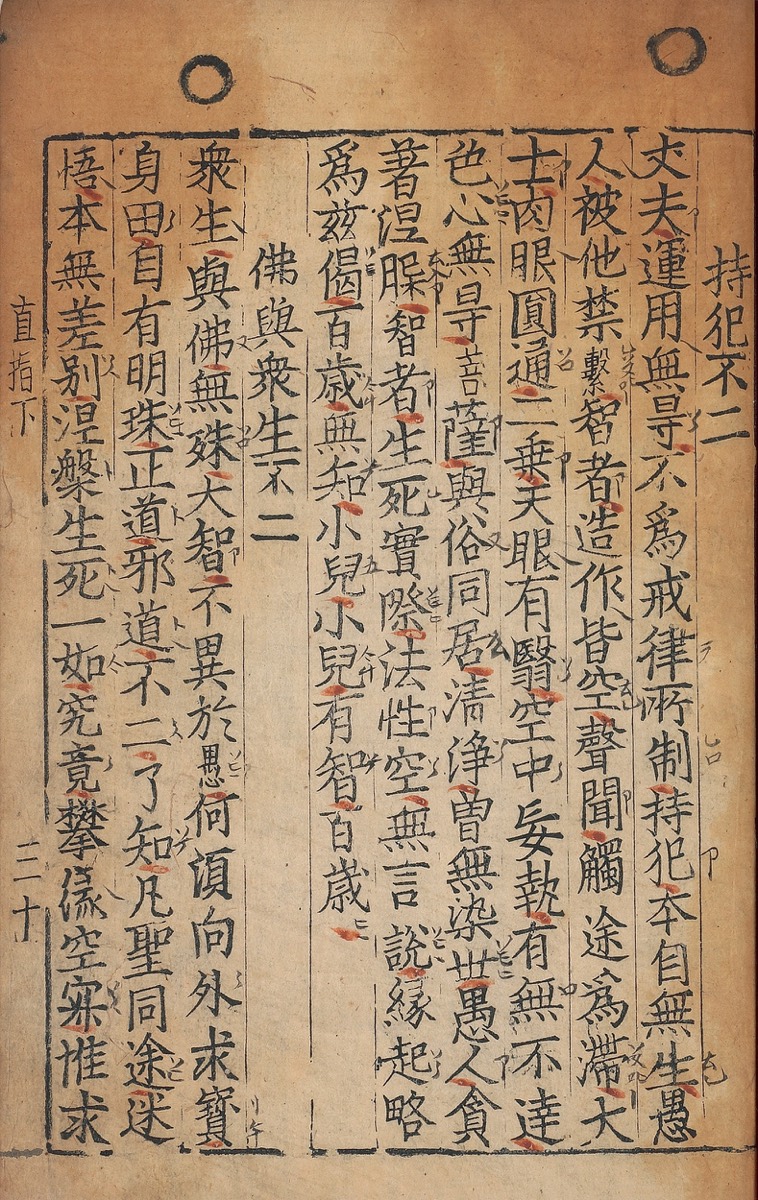 持犯不二
丈夫運用無㝵不爲戒律所制持犯本自無生愚
人被他禁繫智者造作皆空聲聞觸途爲滯大
士肉眼圓通二乗天眼有翳空中妄執有無不達
色心無㝵菩薩與俗同居清淨曽無染世愚人貪
著涅槃智者生死實際法性空無言說縁起略
爲兹偈百歲無知小兒小兒有智百歲
佛與衆生不二
衆生與佛無殊大智不異於愚何湏向外求寶
身田自有明珠正道邪道不二了知凡聖同途迷
悟本無差别涅槃生死一如究竟攀縁空寂惟求
直指下 三十